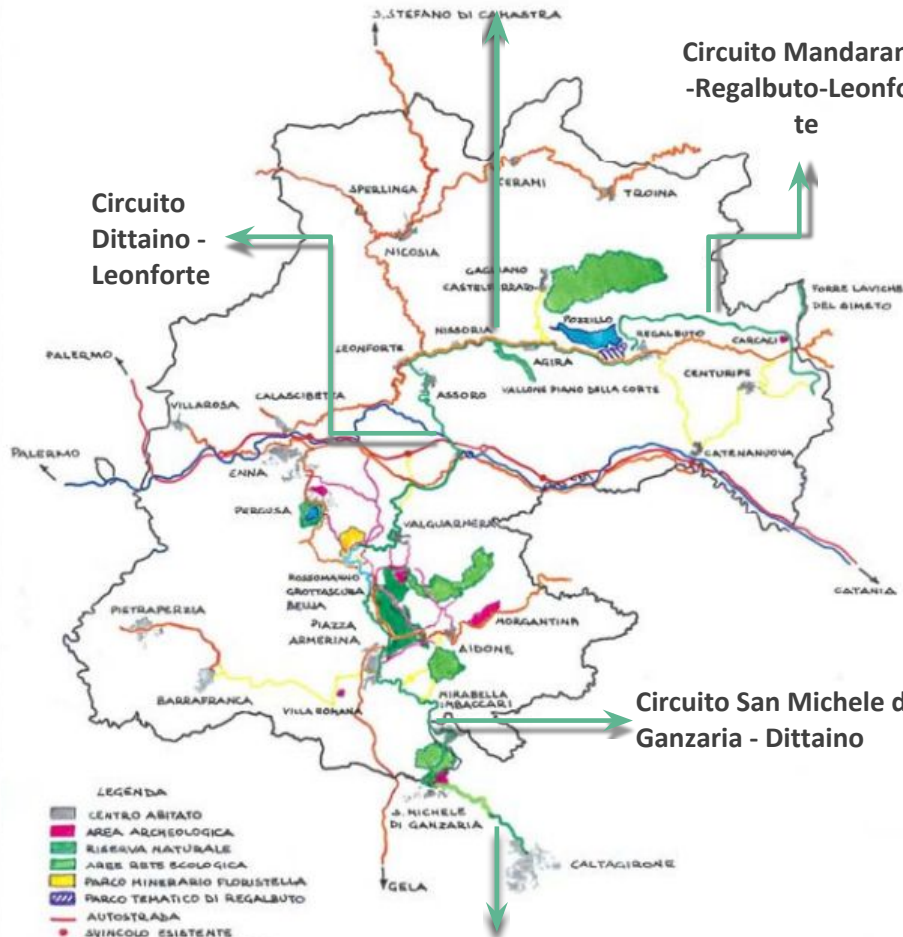 S. STEFANO DI CAMASTRA
Circuito Mandaran
-Regalbuto-Leonfo
te
CERAMI
SPERLINGA
TROINA
Circuito
Dittaino -
Leonforte
NICOSIA
GAGLIANO
CASTELFERRATO
TORRE LAVICHE
DEL SIMETO
POZZILLO
NISSORIA
REGALBUTO
CARCACI
LEONFORTE
AGIRA
PALERMO
CENTURIPE
VALLONE PIANO DELLA CORTE
ASSORO
CALASCIBETTA
VILLAROSA
PALERMO
CATENANUOVA
ENNA
PERGUSA
VALGUARNERA
CATANIA
ROSSOMANNO
GROTTASCURA
BELLIA
PIETRAPERZIA
MORGANTINA
PIAZZA
ARMERINA
AIDONE
BARRAFRANCA
MIRABELLA
IMBACCARI
VILLA ROMANA
Circuito San Michele d
Ganzaria - Dittaino
LEGENDA
CENTRO ABITATO
AREA ARCHEOLOGICA
RISERVA NATURALE
AREE RETE ECOLOGICA
PARCO MINERARIO FLORISTELLA
PARCO TEMATICO DI REGALBUTO
AUTOSTRADA
SVINCOLO ESISTENTE
S. MICHELE
DI GANZARIA
CALTAGIRONE
GELA